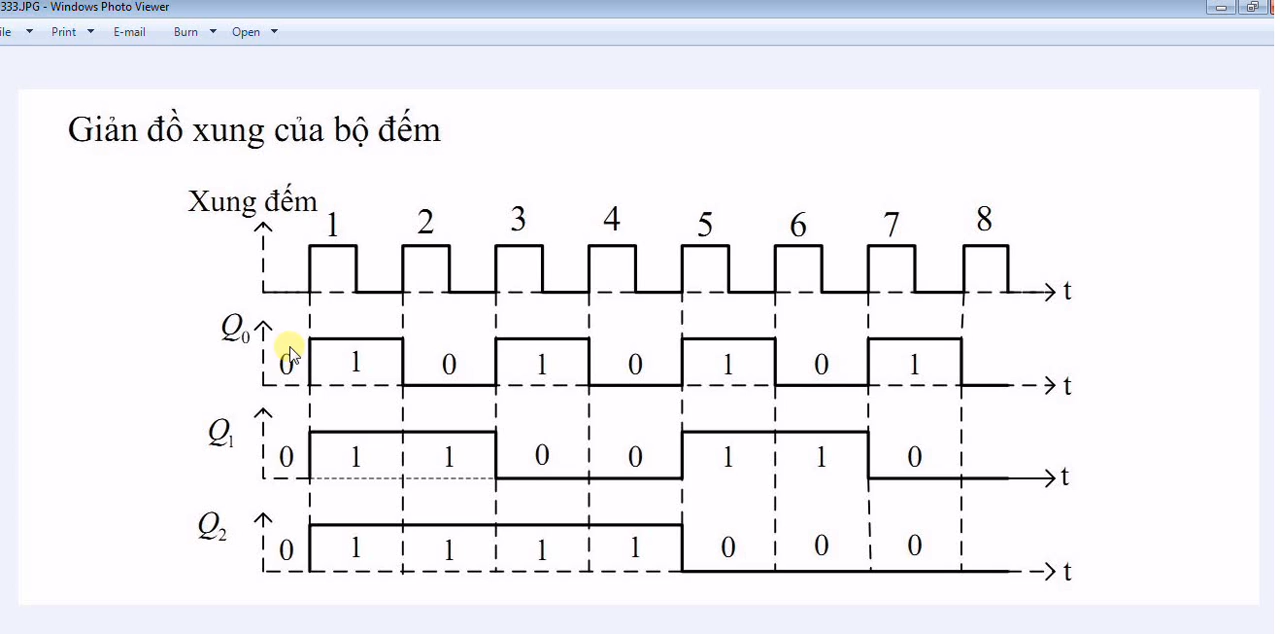 333.JPG - Windows Photo Viewer
ile Print E-mail Burn Open
Giản đồ xung của bộ đếm
Xung đếm
1 2 3 4 5 6 7 8
t
Q0
0 1 0 1 0 1 0 1
t
Q1
0 1 1 0 0 1 1 0
t
Q2
0 1 1 1 1 0 0 0
t